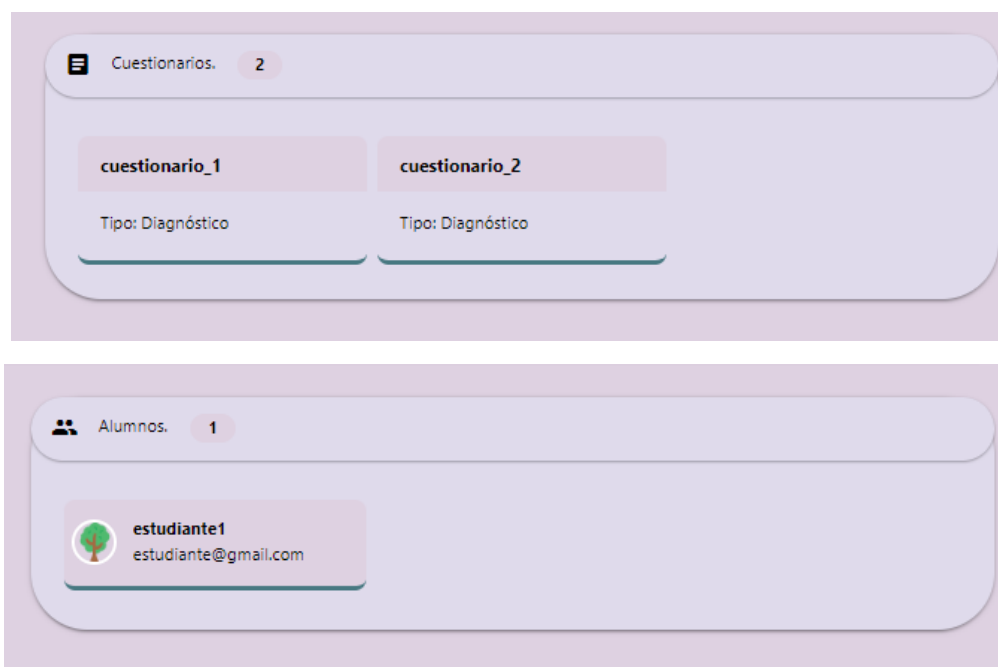 Cuestionarios. 2
cuestionario_1 cuestionario_2
Tipo: Diagnóstico Tipo: Diagnóstico
Alumnos. 1
estudiante1
estudiante@gmail.com